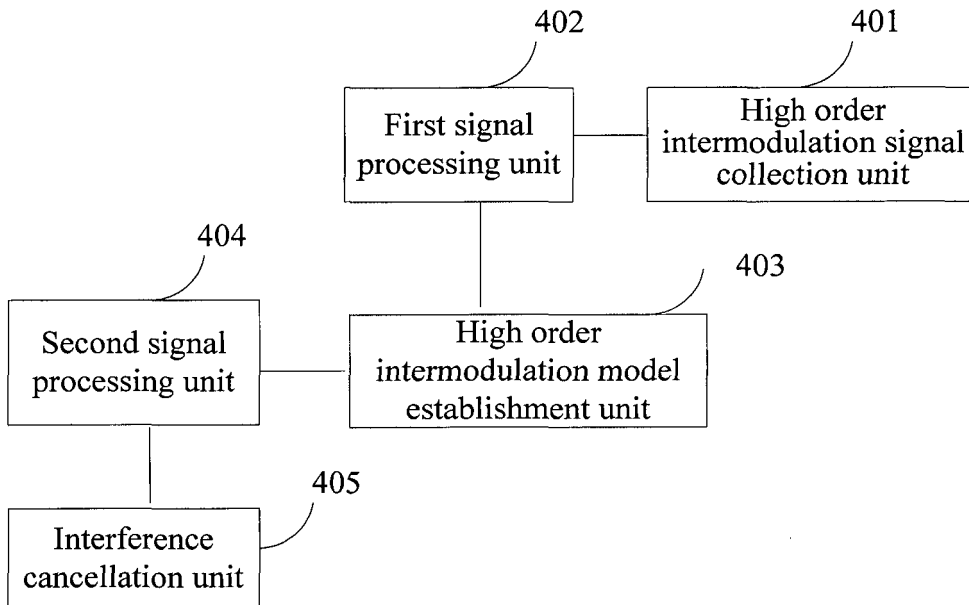 402
401
First signal
processing unit
High order
intermodulation signal
collection unit
404
403
Second signal
processing unit
High order
intermodulation model
establishment unit
405
Interference
cancellation unit